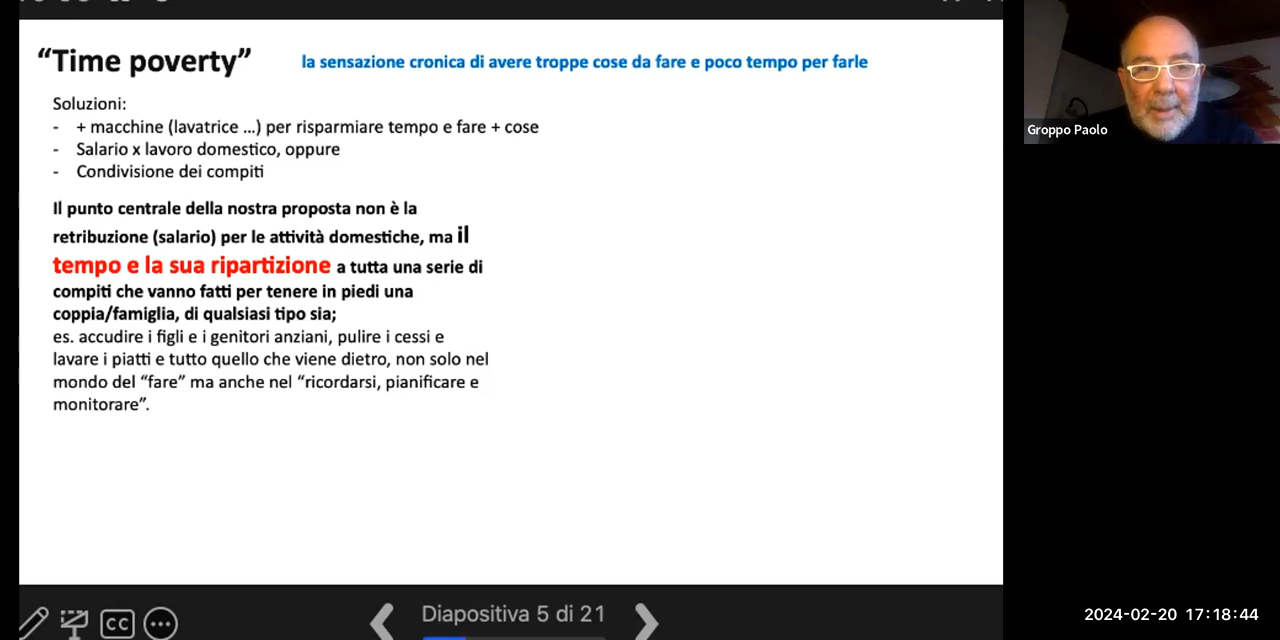 “Time poverty”
la sensazione cronica di avere troppe cose da fare e poco tempo per farle
Soluzioni:
- + macchine (lavatrice ...) per risparmiare tempo e fare + cose
- Salario x lavoro domestico, oppure
- Condivisione dei compiti
Il punto centrale della nostra proposta non è la
retribuzione (salario) per le attività domestiche, ma il
tempo e la sua ripartizione a tutta una serie di
compiti che vanno fatti per tenere in piedi una
coppia/famiglia, di qualsiasi tipo sia;
es. accudire i figli e i genitori anziani, pulire i cessi e
lavare i piatti e tutto quello che viene dietro, non solo nel
mondo del “fare” ma anche nel “ricordarsi, pianificare e
monitorare”.
Groppo Paolo
CC
Diapositiva 5 di 21
2024-02-20 17:18:44